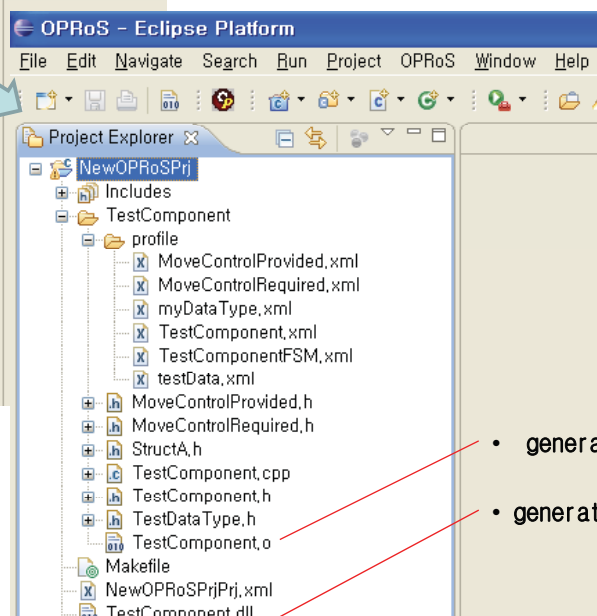 OPRoS - Eclipse Platform
File Edit Navigate Search Run Project OPRoS Window Help
Project Explorer
NewOPRoSPrj
Includes
TestComponent
profile
MoveControlProvided.xml
MoveControlRequired.xml
myDataType.xml
TestComponent.xml
TestComponentFSM.xml
testData.xml
MoveControlProvided.h
MoveControlRequired.h
StructA.h
TestComponent.cpp
TestComponent.h
TestDataType.h
TestComponent.o
Makefile
NewOPRoSPrjPrj.xml
TestComponent.dll
• genera
• generat